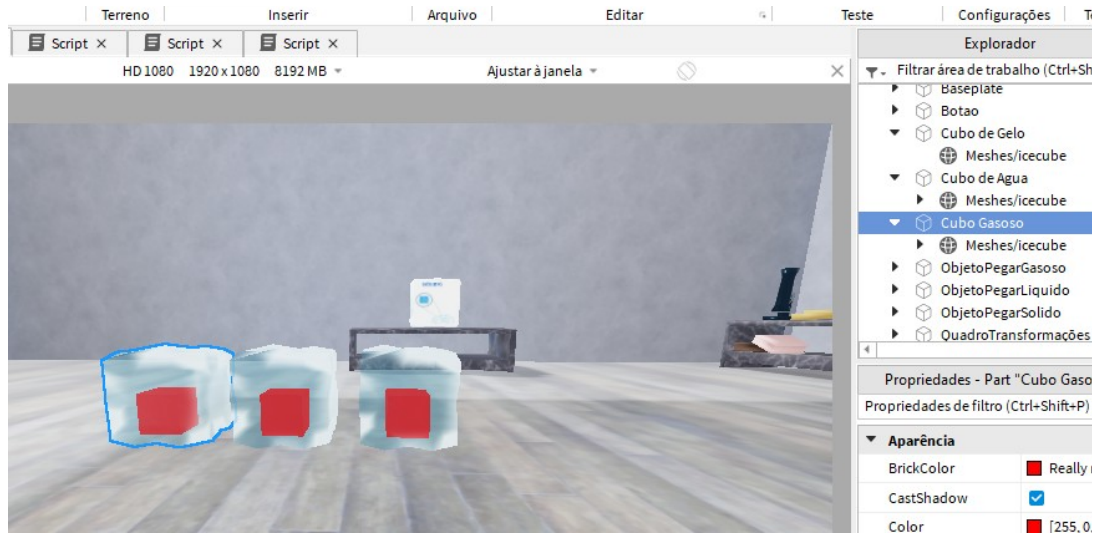 Terreno Inserir Arquivo Editar Teste Configurações
Script × Script × Script × Explorador
HD 1080 1920 x 1080 8192 MB Ajustar à janela Filtrar área de trabalho (Ctrl+Sh
Baseplate
Botao
Cubo de Gelo
Meshes/icecube
Cubo de Agua
Meshes/icecube
Cubo Gasoso
Meshes/icecube
ObjetoPegarGasoso
ObjetoPegarLiquido
ObjetoPegarSolido
QuadroTransformações
Propriedades - Part "Cubo Gaso
Propriedades de filtro (Ctrl+Shift+P)
Aparência
BrickColor Really
CastShadow
Color [255, 0,